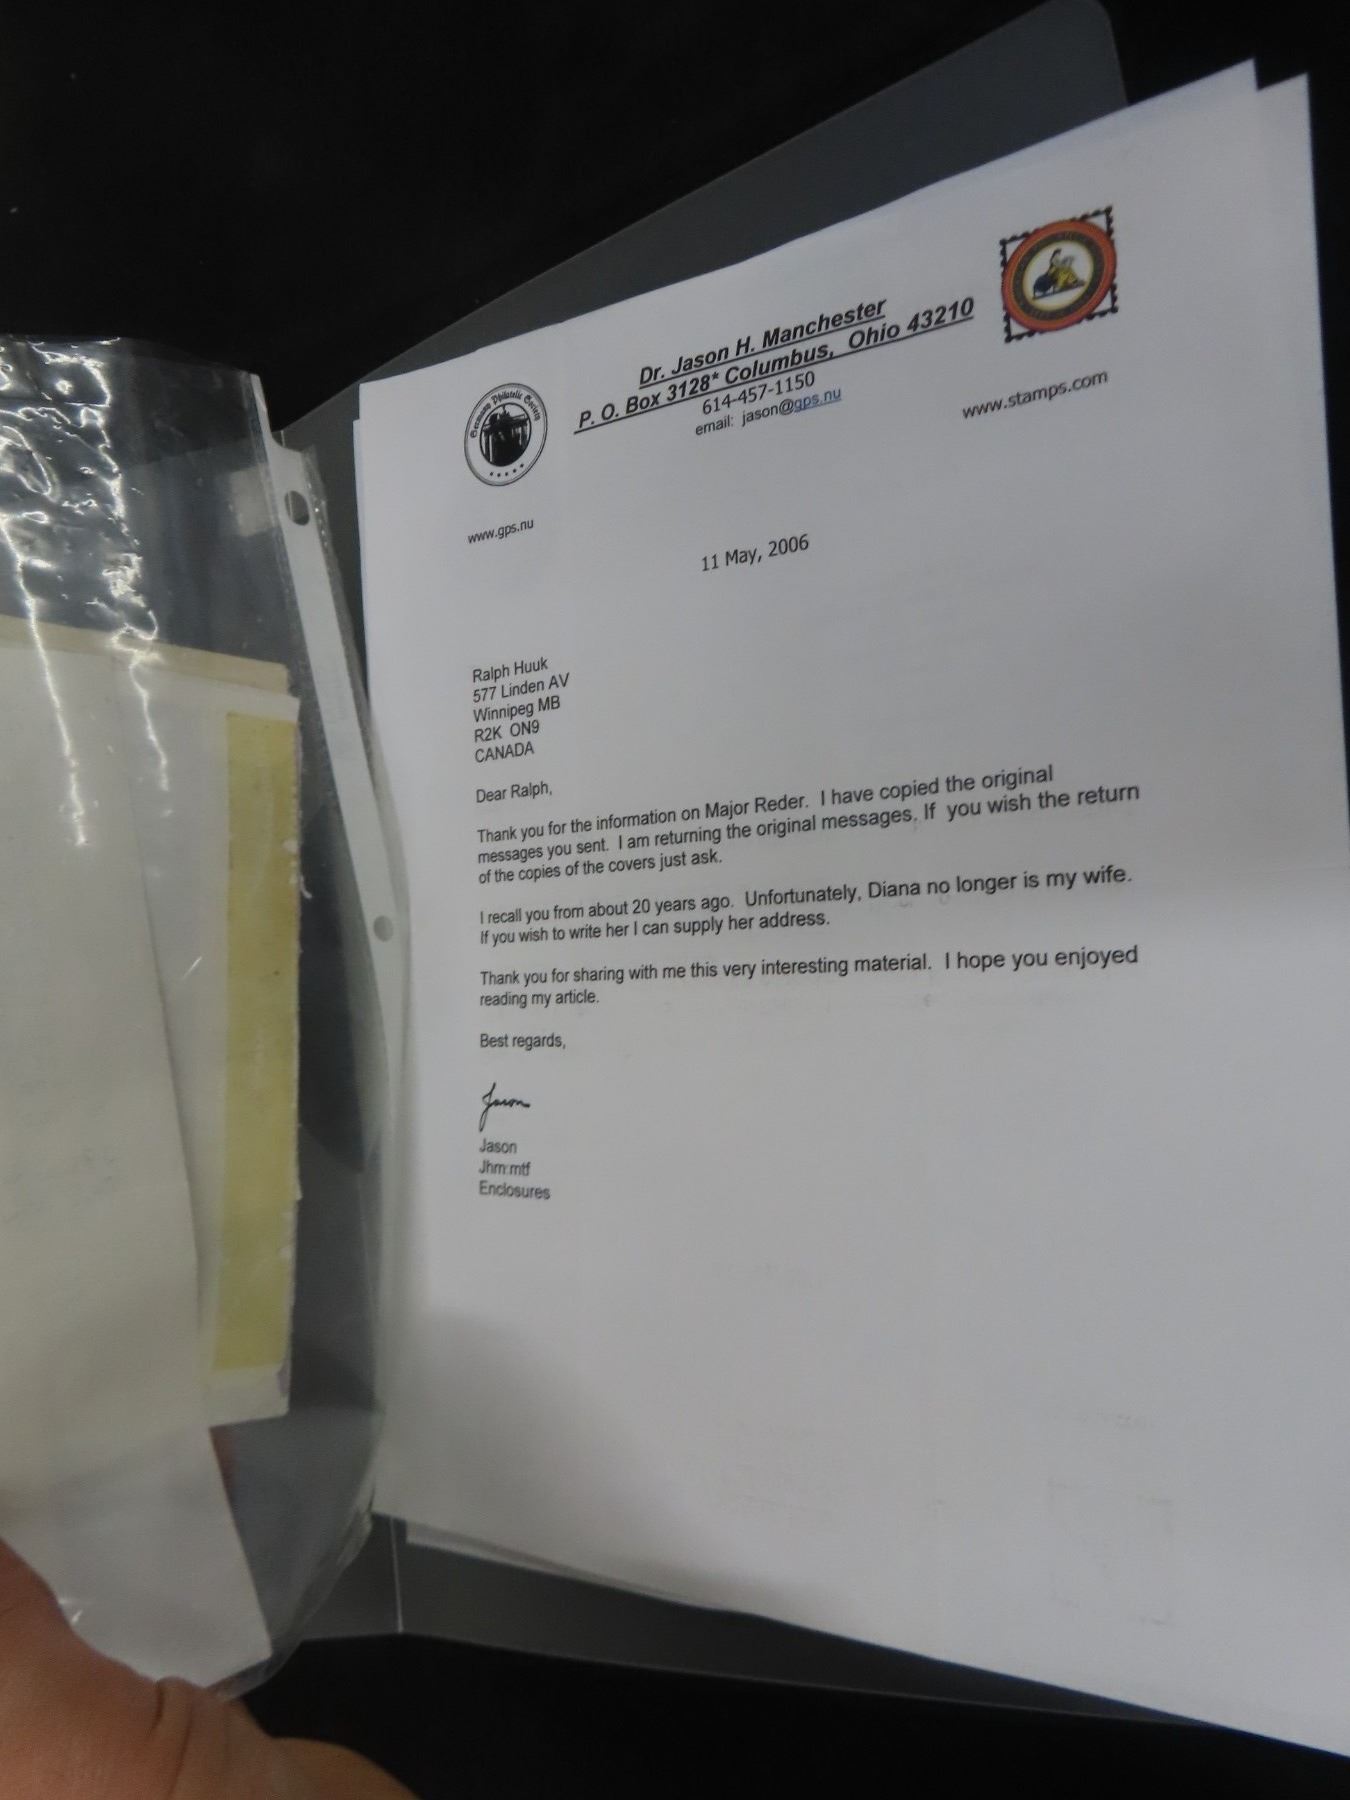 Dr. Jason H. Manchester
P. O. Box 3128* Columbus, Ohio 43210
614-457-1150
email: jason@gps.nu
Germany Philatelic Society
www.gps.nu
www.stamps.com
11 May, 2006
Ralph Huuk
577 Linden AV
Winnipeg MB
R2K ON9
CANADA
Dear Ralph,
Thank you for the information on Major Reder. I have copied the original
messages you sent. I am returning the original messages. If you wish the return
of the copies of the covers just ask.
I recall you from about 20 years ago. Unfortunately, Diana no longer is my wife.
If you wish to write her I can supply her address.
Thank you for sharing with me this very interesting material. I hope you enjoyed
reading my article.
Best regards,
Jason
Jason
Jhm:mtf
Enclosures